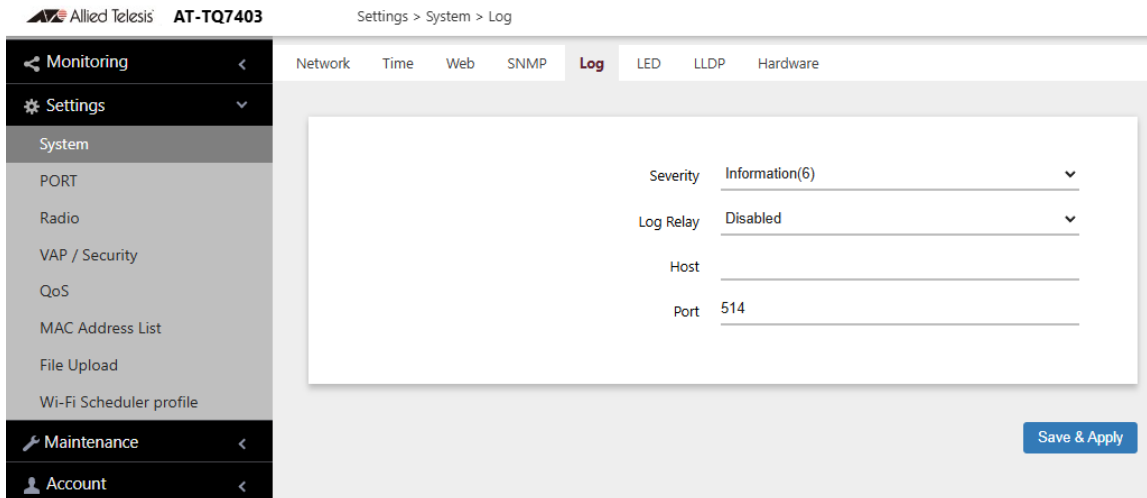 Allied Telesis AT-TQ7403 Settings > System > Log
Monitoring
Network Time Web SNMP Log LED LLDP Hardware
Settings
System
PORT
Radio
VAP / Security
QoS
MAC Address List
File Upload
Wi-Fi Scheduler profile
Maintenance
Account
Severity Information(6)
Log Relay Disabled
Host
Port 514
Save & Apply